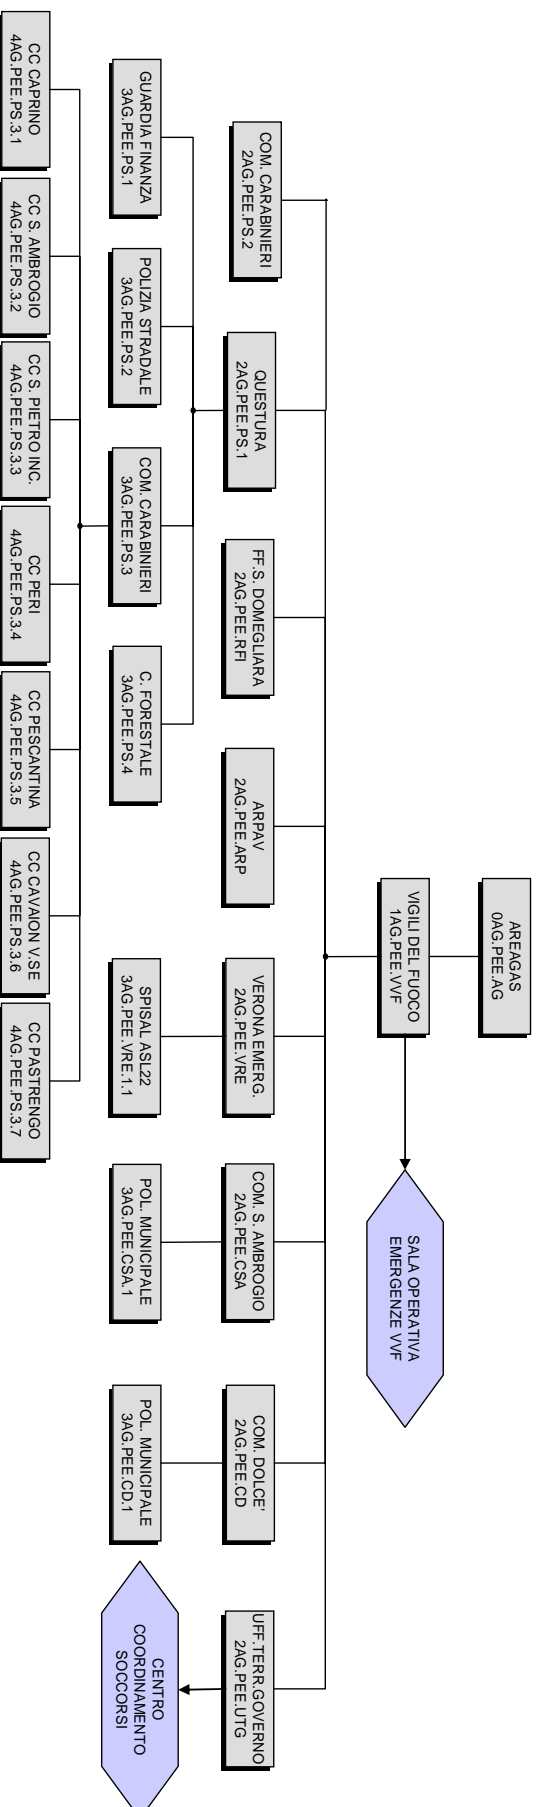 AREAGAS
0AG.PEE.AG
VIGILI DEL FUOCO
1AG.PEE.VVF
SALA OPERATIVA
EMERGENZE VVF
COM. CARABINIERI
2AG.PEE.PS.2
QUESTURA
2AG.PEE.PS.1
FF.S. DOMEGLIARA
2AG.PEE.RFI
ARPAV
2AG.PEE.ARP
VERONA EMERG.
2AG.PEE.VRE
COM. S. AMBROGIO
2AG.PEE.CSA
COM. DOLCE'
2AG.PEE.CD
UFF.TERR.GOVERNO
2AG.PEE.UTG
GUARDIA FINANZA
3AG.PEE.PS.1
POLIZIA STRADALE
3AG.PEE.PS.2
COM. CARABINIERI
3AG.PEE.PS.3
C. FORESTALE
3AG.PEE.PS.4
SPISAL ASL22
3AG.PEE.VRE.1.1
POL. MUNICIPALE
3AG.PEE.CSA.1
POL. MUNICIPALE
3AG.PEE.CD.1
CENTRO
COORDINAMENTO
SOCCORSI
CC CAPRINO
4AG.PEE.PS.3.1
CC S. AMBROGIO
4AG.PEE.PS.3.2
CC S. PIETRO INC.
4AG.PEE.PS.3.3
CC PERI
4AG.PEE.PS.3.4
CC PESCANTINA
4AG.PEE.PS.3.5
CC CAVAION V.SE
4AG.PEE.PS.3.6
CC PASTRENGO
4AG.PEE.PS.3.7